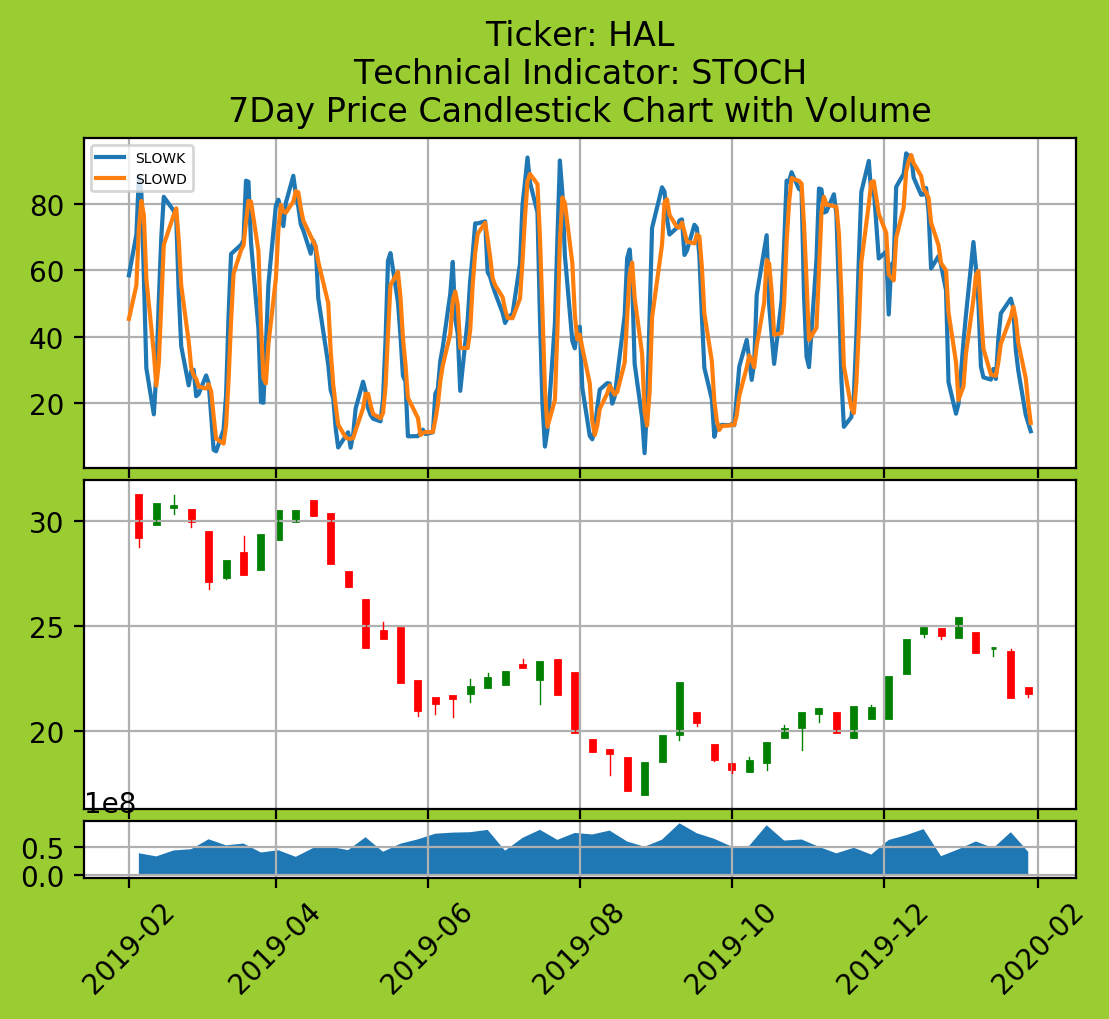 Ticker: HAL
Technical Indicator: STOCH
7Day Price Candlestick Chart with Volume
SLOWK
SLOWD
80
60
40
20
30
25
20
1e8
0.5
0.0
2019-02
2019-04
2019-06
2019-08
2019-10
2019-12
2020-02